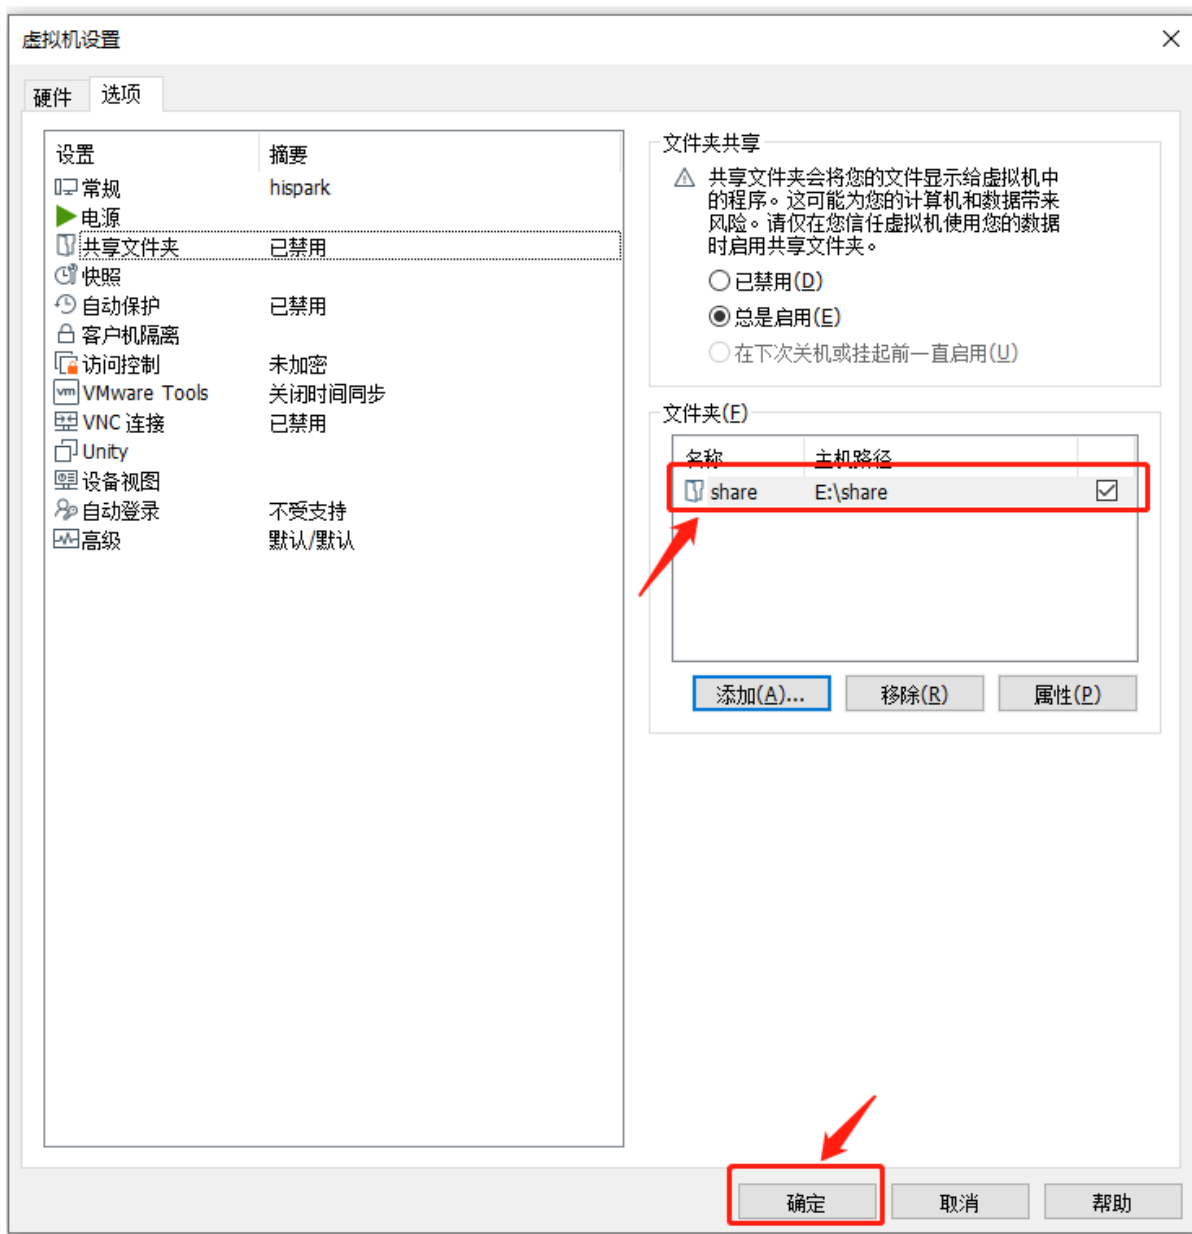 虚拟机设置
硬件 选项
设置 摘要
常规 hispark
电源
共享文件夹 已禁用
快照
自动保护 已禁用
客户机隔离
访问控制 未加密
vm VMware Tools 关闭时间同步
VNC 连接 已禁用
Unity
设备视图
自动登录 不受支持
高级 默认/默认
文件夹共享
共享文件夹会将您的文件显示给虚拟机中
的程序。这可能为您的计算机和数据带来
风险。请仅在您信任虚拟机使用您的数据
时启用共享文件夹。
已禁用(D)
总是启用(E)
在下次关机或挂起前一直启用(U)
文件夹(F)
名称 主机路径
share E:\share
添加(A)... 移除(R) 属性(P)
确定 取消 帮助